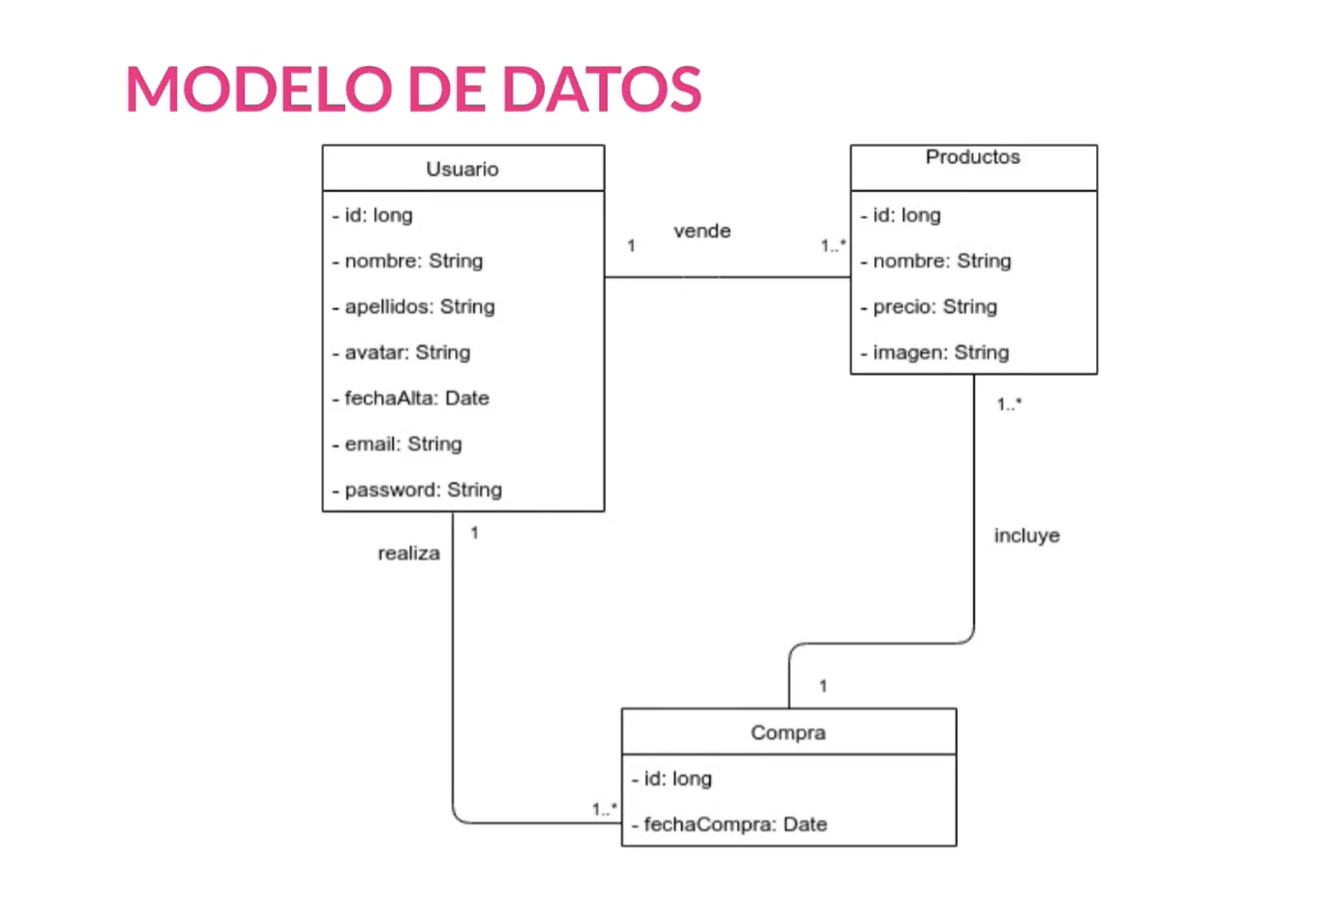 MODELO DE DATOS
Usuario
- id: long
- nombre: String
- apellidos: String
- avatar: String
- fechaAlta: Date
- email: String
- password: String
1
vende
1..*
Productos
- id: long
- nombre: String
- precio: String
- imagen: String
1..*
incluye
1
realiza
1
1..*
Compra
- id: long
- fechaCompra: Date